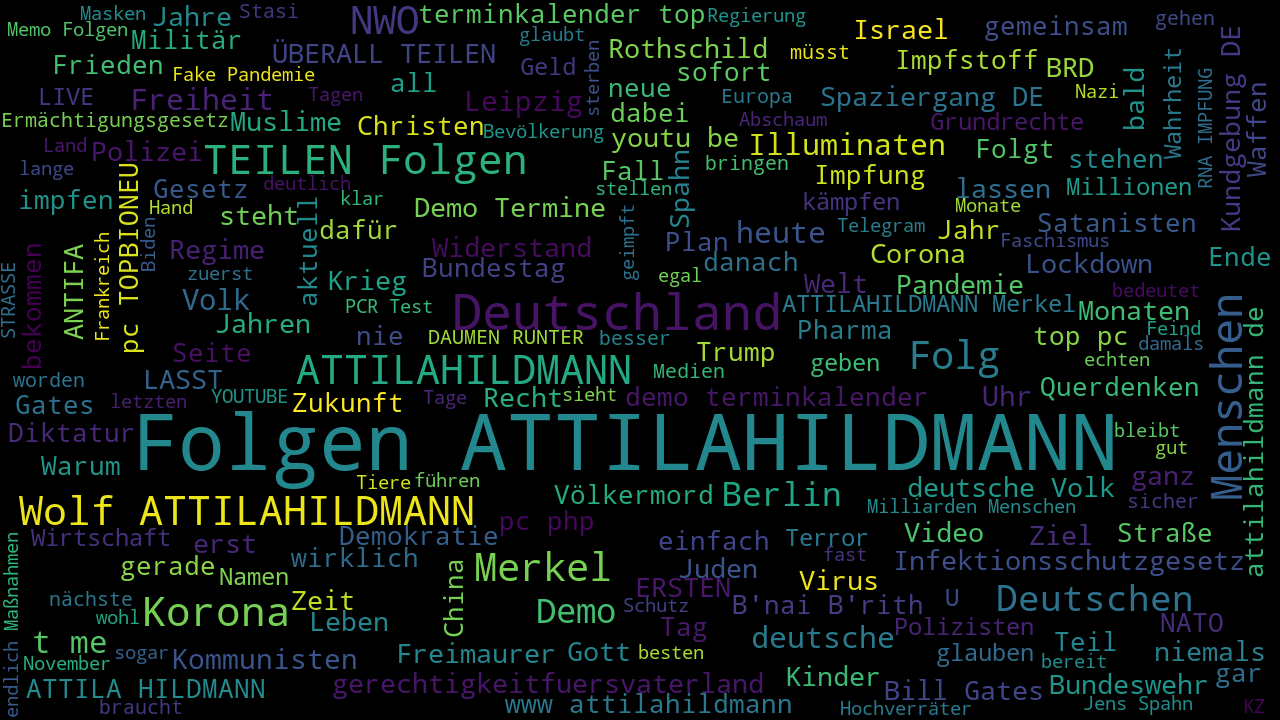 Masken Jahre Stasi NWO terminkalender top Regierung gehen
Memo Folgen Militär ÜBERALL TEILEN glaubt Rothschild müsst Israel gemeinsam
Frieden Fake Pandemie all Geld sterben sofort Impfstoff BRD Nazi Wahrheit Kundgebung DE
LIVE Freiheit Tagen Leipzig neue Europa Spaziergang DE bald RNA IMPFUNG Waffen
Ermächtigungsgesetz Muslime Christen Bevölkerung dabei Abschaum Grundrechte
Land Polizei TEILEN Folgen youtu be Illuminaten Folgt stehen
lange deutlich Fall bringen Impfung
impfen Gesetz klar stellen Spahn lassen Millionen
Hand steht dafür Demo Termine kämpfen Monate Satanisten
Biden aktuell geimpft Plan heute Telegram Jahr Faschismus
Regime Widerstand danach Corona Lockdown Ende
STRASSE bekommen ANTIFA Frankreich pc TOPBIONEU zuerst Krieg Bundestag egal Welt Pandemie bedeutet
Volk PCR Test Deutschland ATTILAHILDMANN Merkel Monaten
Jahren nie DAUMEN RUNTER besser Pharma top pc Feind
Seite Trump damals
worden LASST ATTILAHILDMANN Medien geben Folg echten
Gates letzten YOUTUBE Zukunft Tage Recht sieht demo terminkalender Uhr Querdenken Menschen attilahildmann de
Diktatur Folgen ATTILAHILDMANN bleibt
Warum gut
Tiere führen ganz
Wolf ATTILAHILDMANN Völkermord Berlin deutsche Volk sicher
Wirtschaft erst Demokratie pc php Milliarden Menschen
wirklich einfach Terror Video Ziel Straße
gerade Namen China Merkel Juden fast Infektionsschutzgesetz
Maßnahmen nächste ERSTEN Virus
wohl Korona Zeit Demo Schutz B'nai B'rith U Deutschen
Leben Tag Polizisten NATO
t me deutsche Teil
November sogar Kommunisten Freimaurer Gott besten glauben bereit niemals
endlich ATTILA HILDMANN gerechtigkeitfuersvaterland Kinder Bill Gates Bundeswehr gar
braucht www attilahildmann Hochverräter Jens Spahn KZ